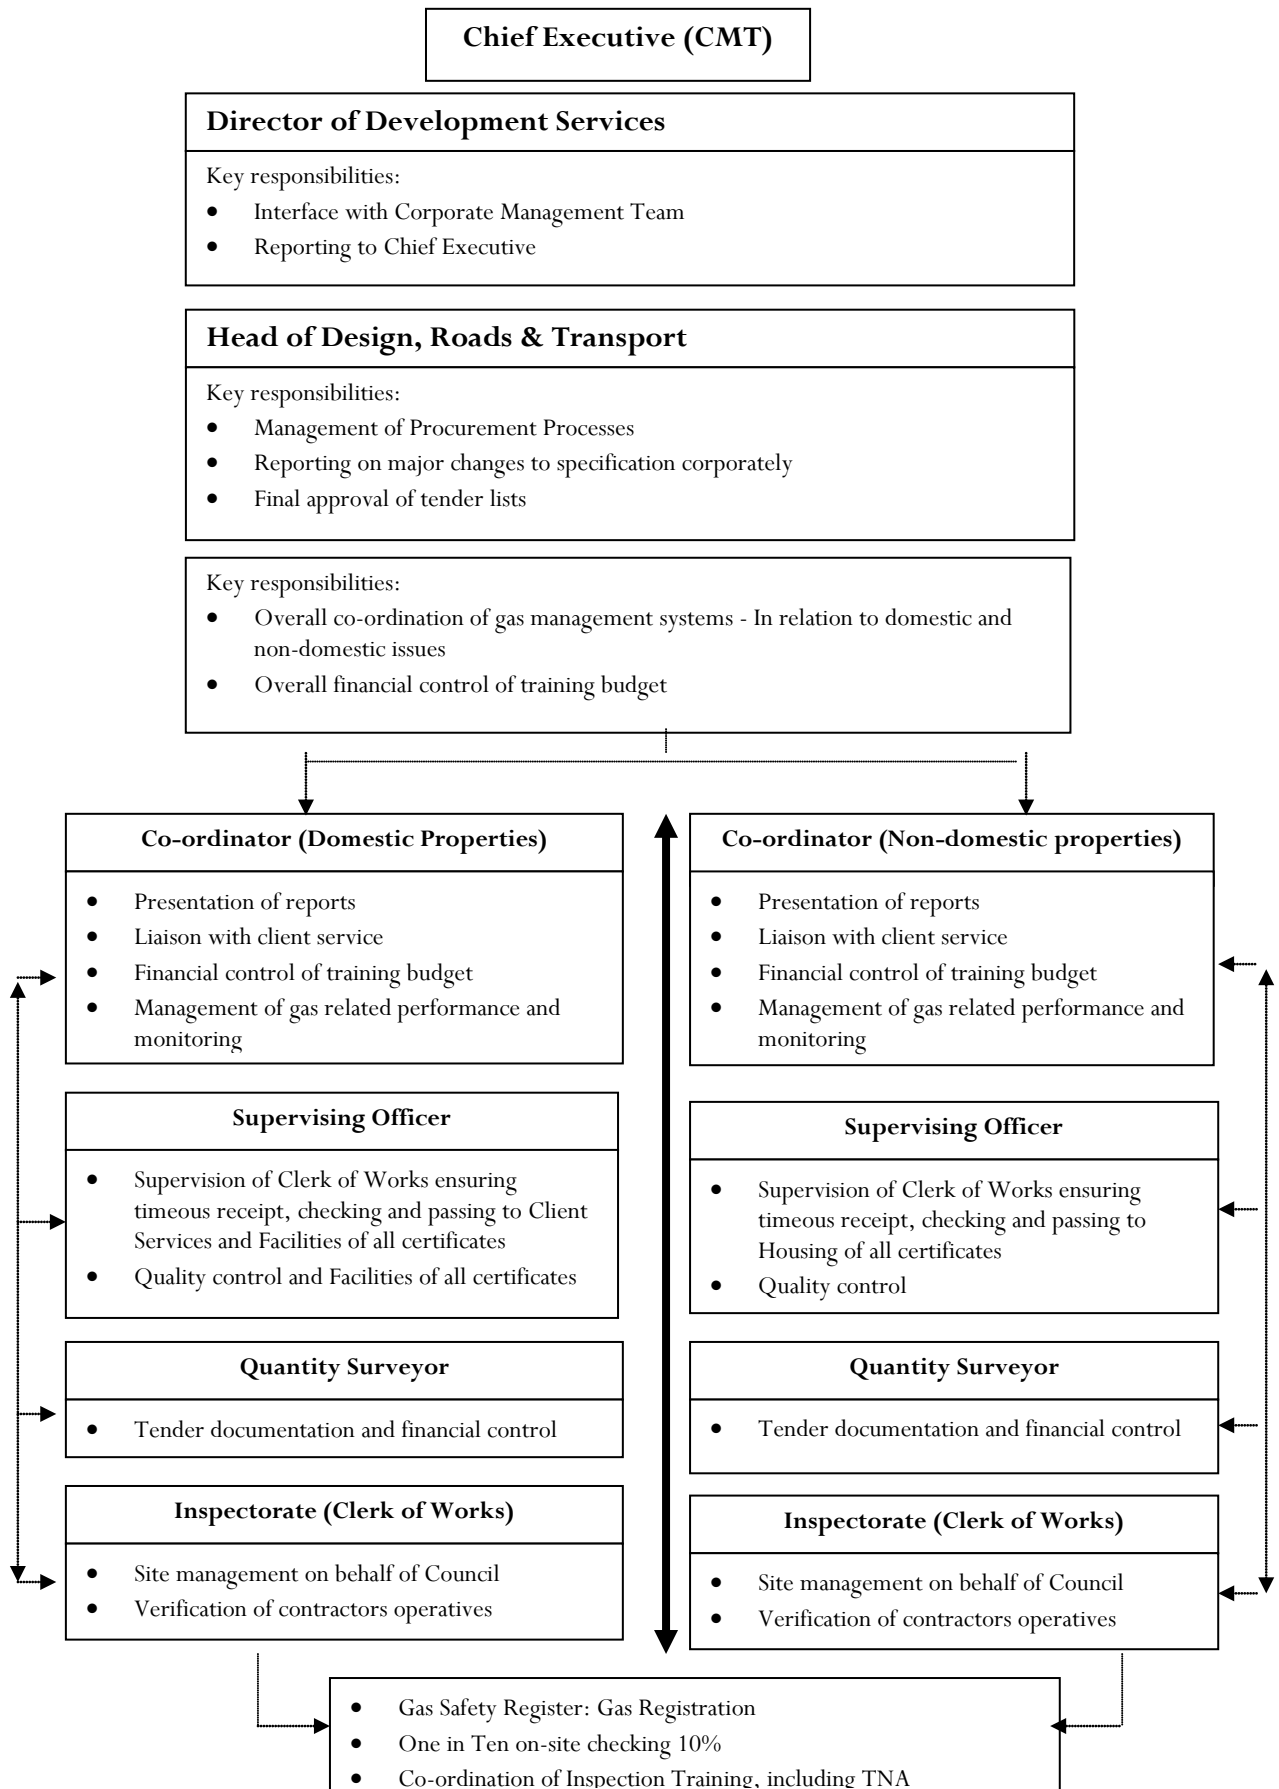 Chief Executive (CMT)
Director of Development Services
Key responsibilities:
• Interface with Corporate Management Team
• Reporting to Chief Executive
Head of Design, Roads & Transport
Key responsibilities:
• Management of Procurement Processes
• Reporting on major changes to specification corporately
• Final approval of tender lists
Key responsibilities:
• Overall co-ordination of gas management systems - In relation to domestic and
non-domestic issues
• Overall financial control of training budget
Co-ordinator (Domestic Properties)
• Presentation of reports
• Liaison with client service
• Financial control of training budget
• Management of gas related performance and
monitoring
Supervising Officer
• Supervision of Clerk of Works ensuring
timeous receipt, checking and passing to Client
Services and Facilities of all certificates
• Quality control and Facilities of all certificates
Quantity Surveyor
• Tender documentation and financial control
Inspectorate (Clerk of Works)
• Site management on behalf of Council
• Verification of contractors operatives
Co-ordinator (Non-domestic properties)
• Presentation of reports
• Liaison with client service
• Financial control of training budget
• Management of gas related performance and
monitoring
Supervising Officer
• Supervision of Clerk of Works ensuring
timeous receipt, checking and passing to
Housing of all certificates
• Quality control
Quantity Surveyor
• Tender documentation and financial control
Inspectorate (Clerk of Works)
• Site management on behalf of Council
• Verification of contractors operatives
• Gas Safety Register: Gas Registration
• One in Ten on-site checking 10%
• Co-ordination of Inspection Training, including TNA